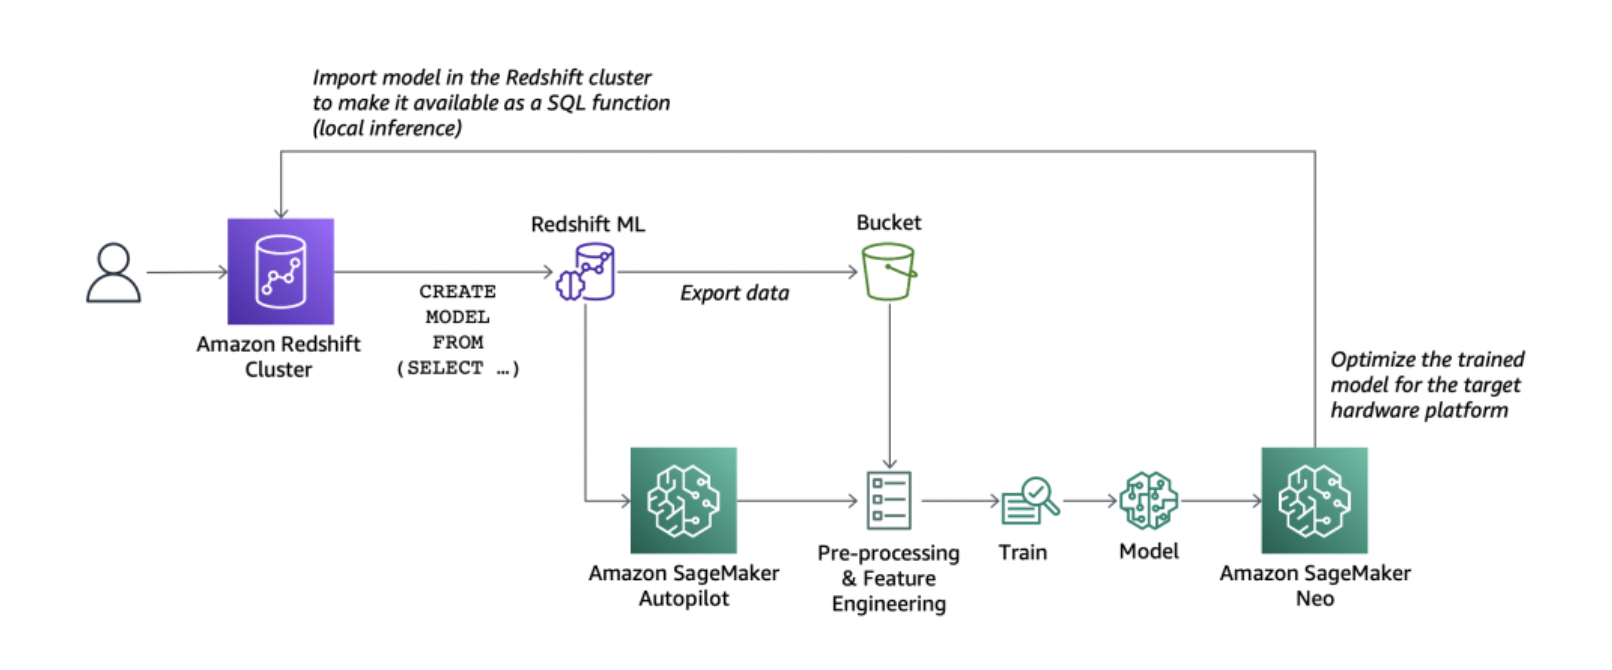 Import model in the Redshift cluster
to make it available as a SQL function
(local inference)
Redshift ML
Bucket
CREATE
MODEL
FROM
(SELECT …)
Export data
Amazon Redshift
Cluster
Optimize the trained
model for the target
hardware platform
Amazon SageMaker
Autopilot
Pre-processing
& Feature
Engineering
Train
Model
Amazon SageMaker
Neo